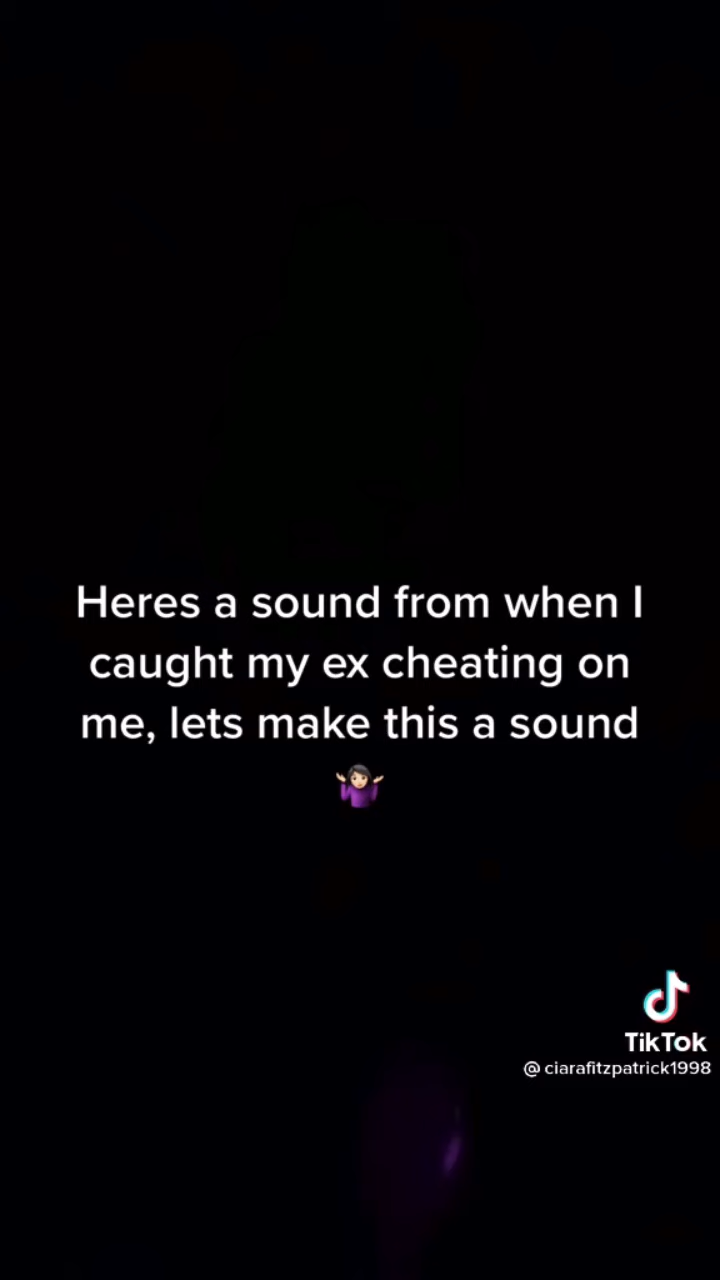 Heres a sound from when I
caught my ex cheating on
me, lets make this a sound
🤷🏻‍♀️
TikTok
@ciarafitzpatrick1998